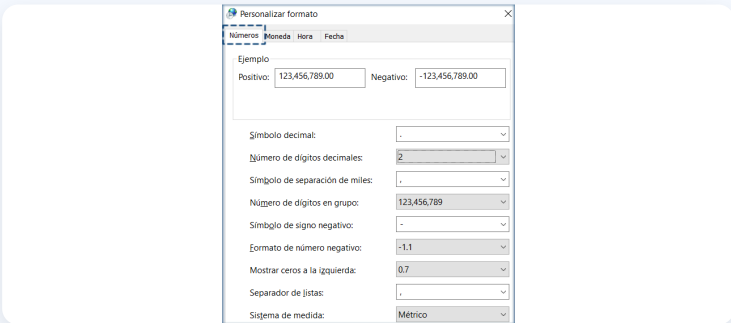 Personalizar formato
Números Moneda Hora Fecha
Ejemplo
Positivo: 123,456,789.00 Negativo: -123,456,789.00
Símbolo decimal: .
Número de dígitos decimales: 2
Símbolo de separación de miles: ,
Número de dígitos en grupo: 123,456,789
Símbolo de signo negativo: -
Formato de número negativo: -1.1
Mostrar ceros a la izquierda: 0.7
Separador de listas: ,
Sistema de medida: Métrico